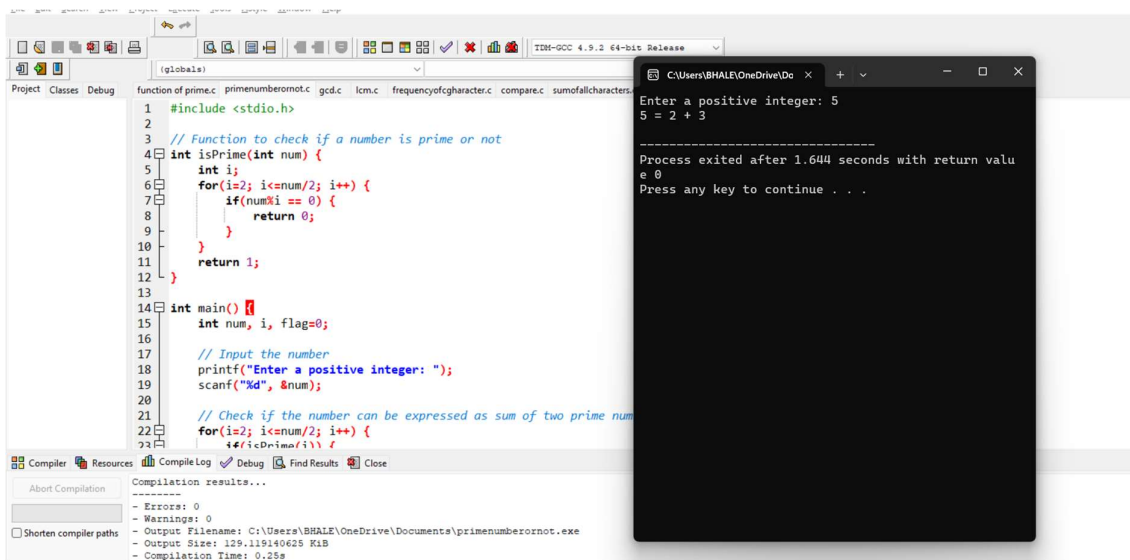 TDM-GCC 4.9.2 64-bit Release
(globals)
Project Classes Debug
function of prime.c primenumberornot.c gcd.c lcm.c frequencyofcgharacter.c compare.c sumofallcharacters.
1 #include <stdio.h>
2
3 // Function to check if a number is prime or not
4 int isPrime(int num) {
5 int i;
6 for(i=2; i<=num/2; i++) {
7 if(num%i == 0) {
8 return 0;
9 }
10 }
11 return 1;
12 }
13
14 int main() {
15 int num, i, flag=0;
16
17 // Input the number
18 printf("Enter a positive integer: ");
19 scanf("%d", &num);
20
21 // Check if the number can be expressed as sum of two prime num
22 for(i=2; i<=num/2; i++) {
23 if(isPrime(i)) {
C:\Users\BHALE\OneDrive\Do
Enter a positive integer: 5
5 = 2 + 3
--------------------------------
Process exited after 1.644 seconds with return valu
e 0
Press any key to continue . . .
Compiler Resources Compile Log Debug Find Results Close
Abort Compilation
Shorten compiler paths
Compilation results...
--------
- Errors: 0
- Warnings: 0
- Output Filename: C:\Users\BHALE\OneDrive\Documents\primenumberornot.exe
- Output Size: 129.119140625 KiB
- Compilation Time: 0.25s